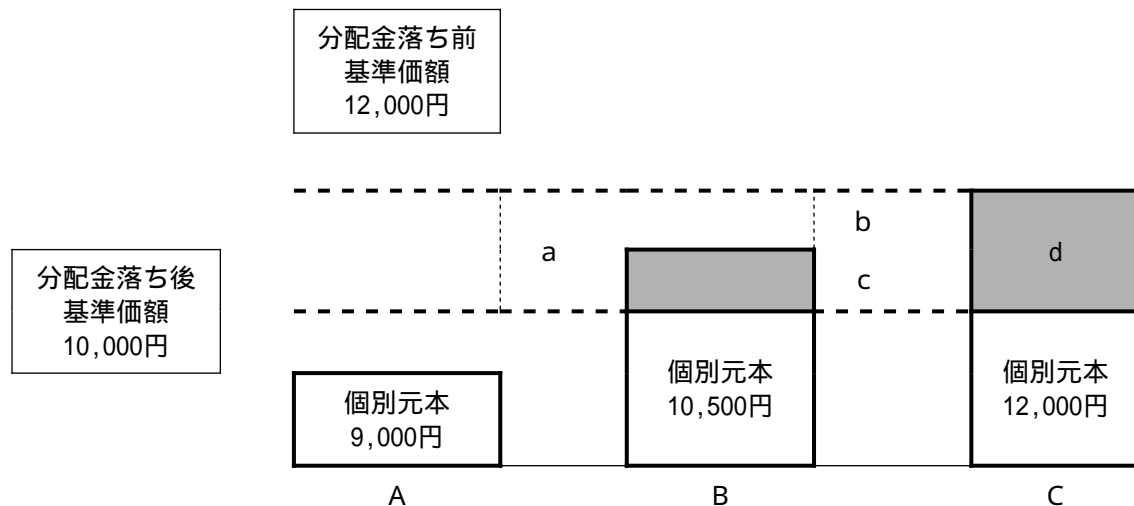 分配金落ち前
基準価額
12,000円
a
b
c
d
分配金落ち後
基準価額
10,000円
個別元本
9,000円
個別元本
10,500円
個別元本
12,000円
A
B
C